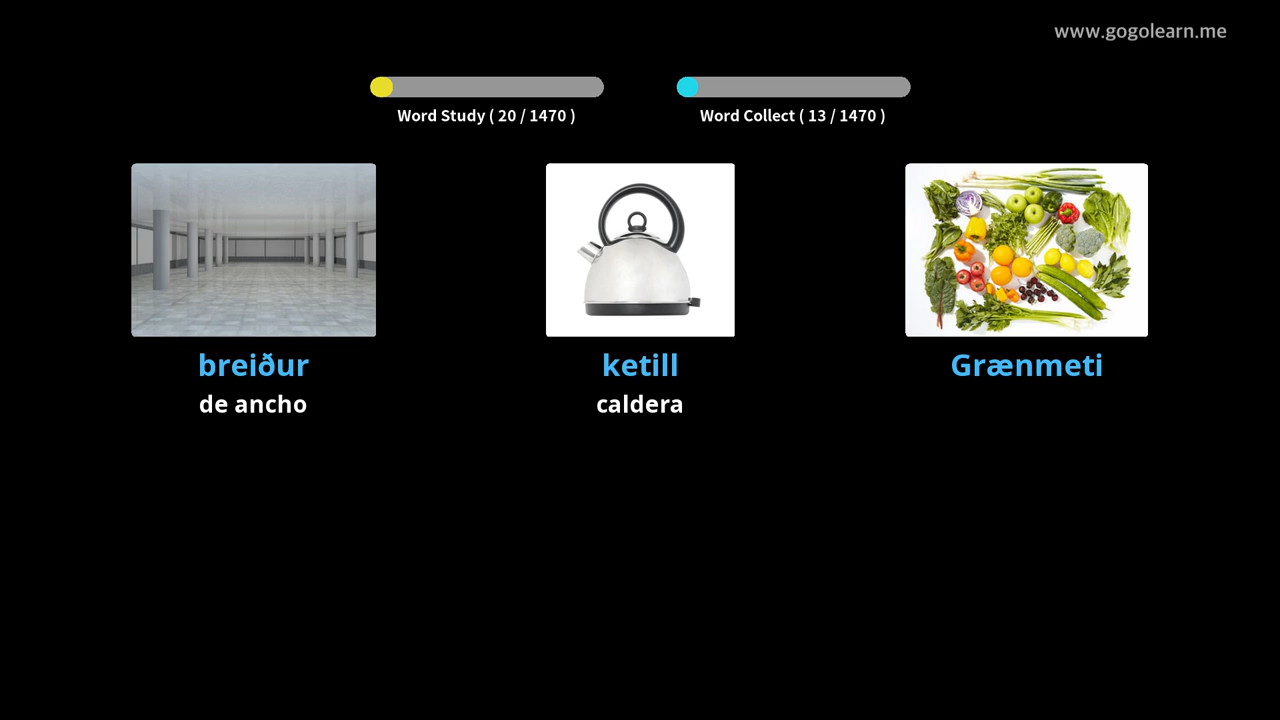 www.gogolearn.me
Word Study ( 20 / 1470 )
Word Collect ( 13 / 1470 )
breiður
ketill
Grænmeti
de ancho
caldera